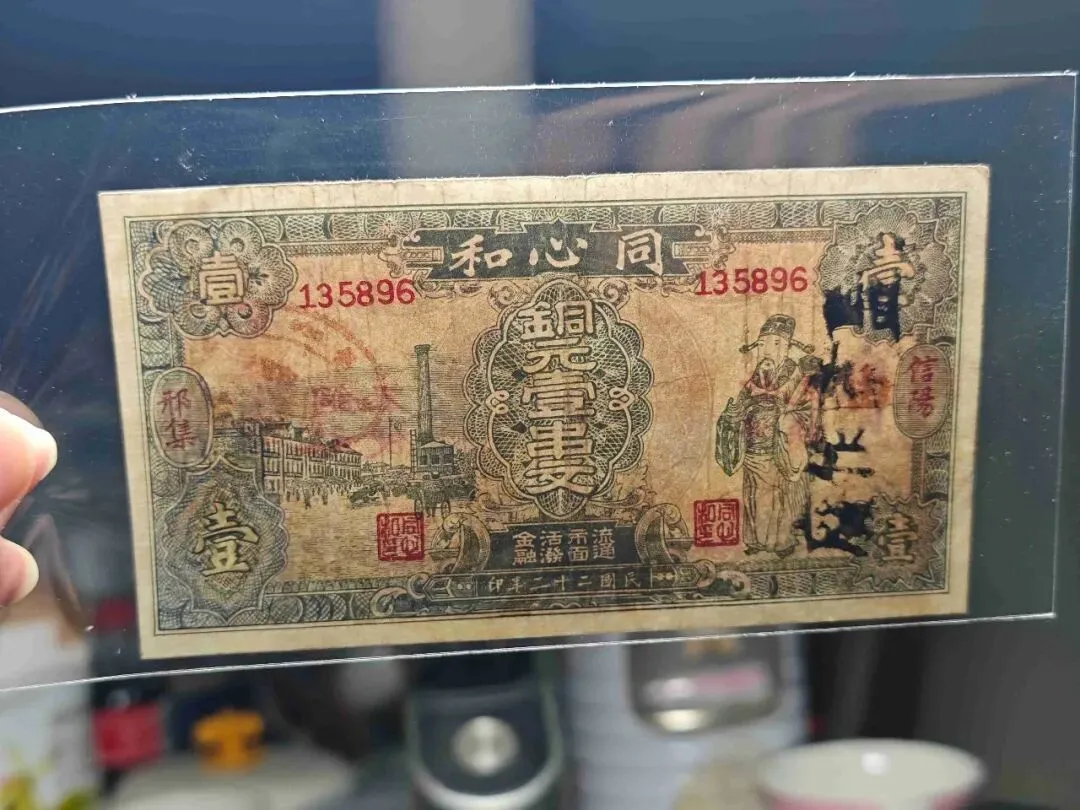 同心和
壹
壹
135896
135896
銅元壹串文
信陽
祁集
壹
壹
流通市面活潑金融
民國二十二年印